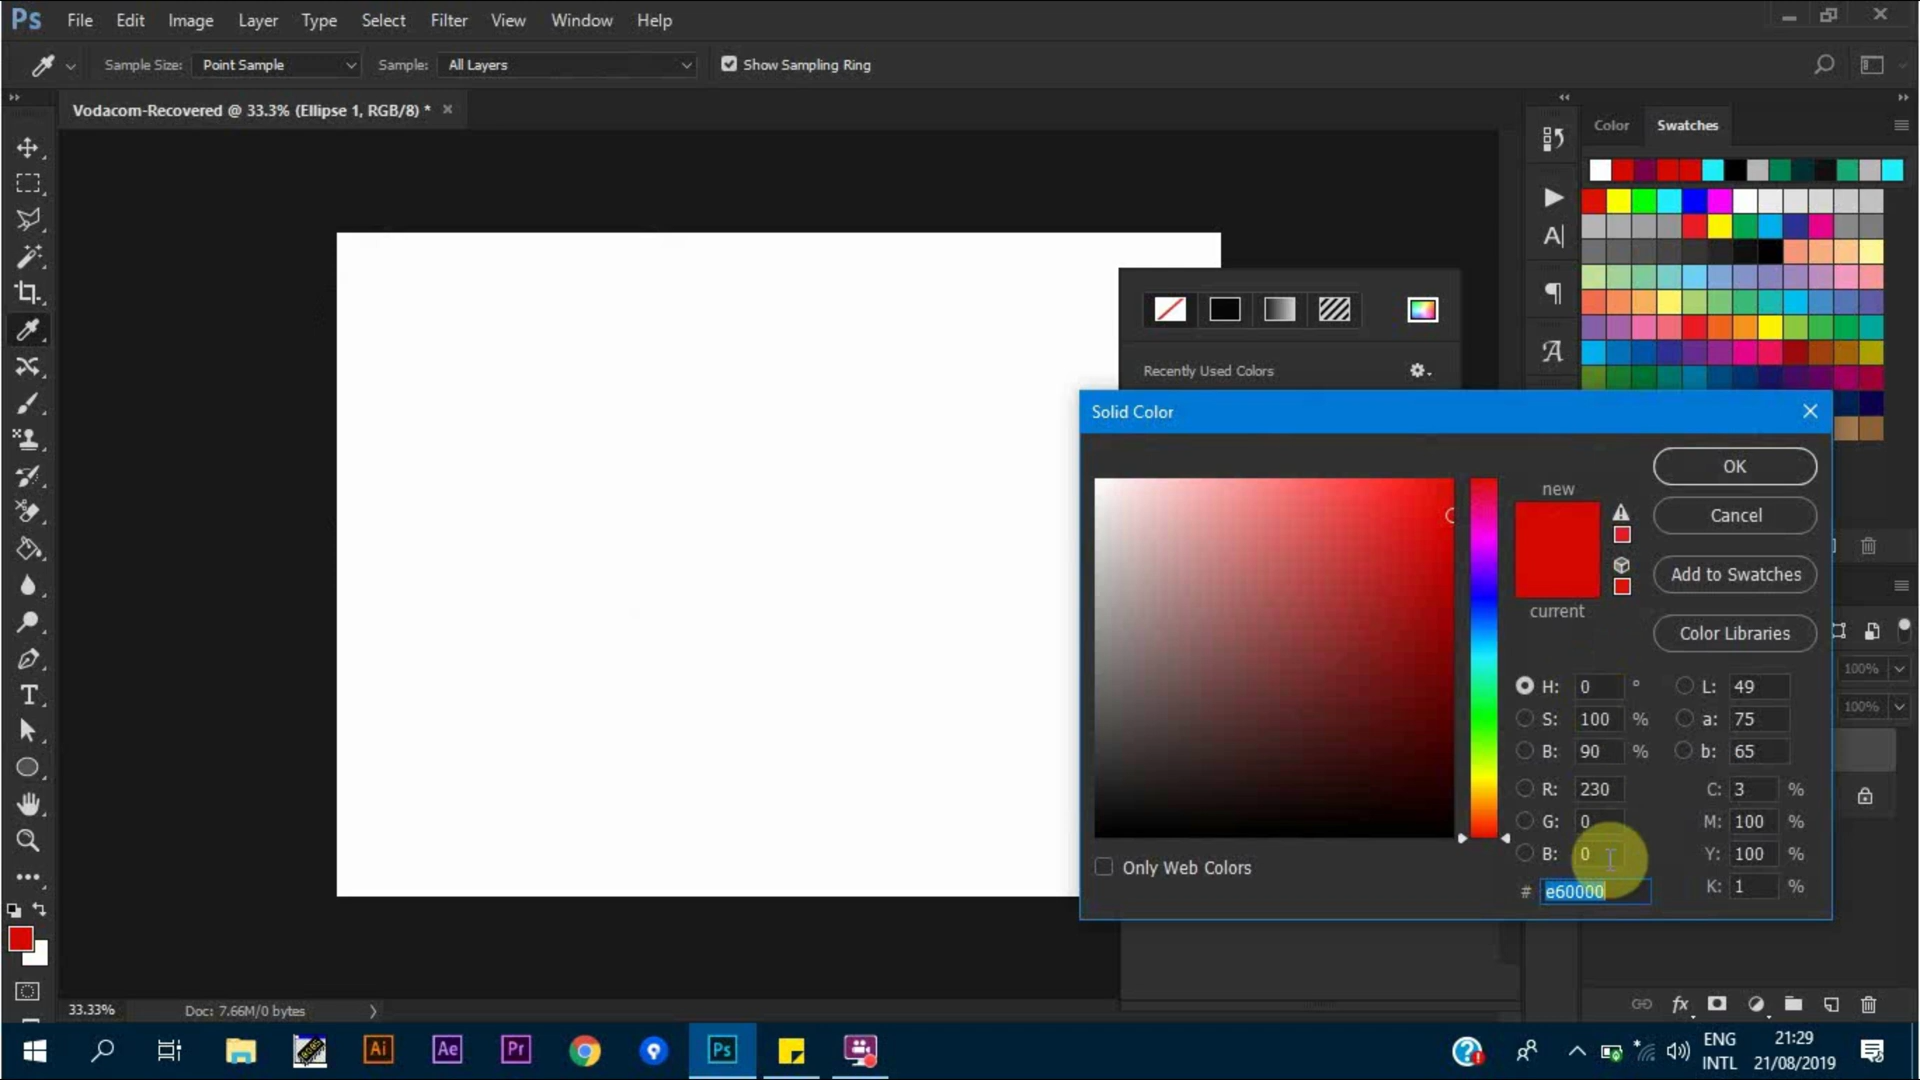 Ps File Edit Image Layer Type Select Filter View Window Help
Sample Size: Point Sample Sample: All Layers Show Sampling Ring
Vodacom-Recovered @ 33.3% (Ellipse 1, RGB/8) * ×
Color Swatches
Recently Used Colors
Solid Color
OK
new
Cancel
Add to Swatches
current
Color Libraries
H: 0 ° L: 49
100%
S: 100 % a: 75
100%
B: 90 % b: 65
R: 230 C: 3 %
G: 0 M: 100 %
B: 0 Y: 100 %
Only Web Colors
# e60000 K: 1 %
33.33% Doc: 7.66M/0 bytes
fx
Ai Ae Pr Ps
ENG 21:29
INTL 21/08/2019